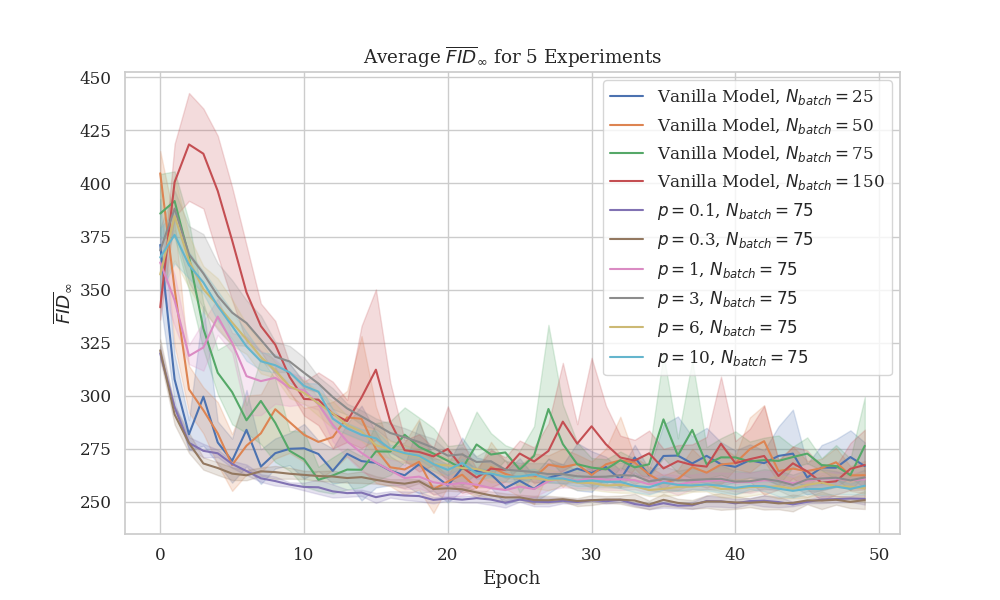 Average $\overline{FID}_\infty$ for 5 Experiments
450
425
400
375
350
325
300
275
250
$\overline{FID}_\infty$
Vanilla Model, $N_{batch} = 25$
Vanilla Model, $N_{batch} = 50$
Vanilla Model, $N_{batch} = 75$
Vanilla Model, $N_{batch} = 150$
$p = 0.1$, $N_{batch} = 75$
$p = 0.3$, $N_{batch} = 75$
$p = 1$, $N_{batch} = 75$
$p = 3$, $N_{batch} = 75$
$p = 6$, $N_{batch} = 75$
$p = 10$, $N_{batch} = 75$
0 10 20 30 40 50
Epoch